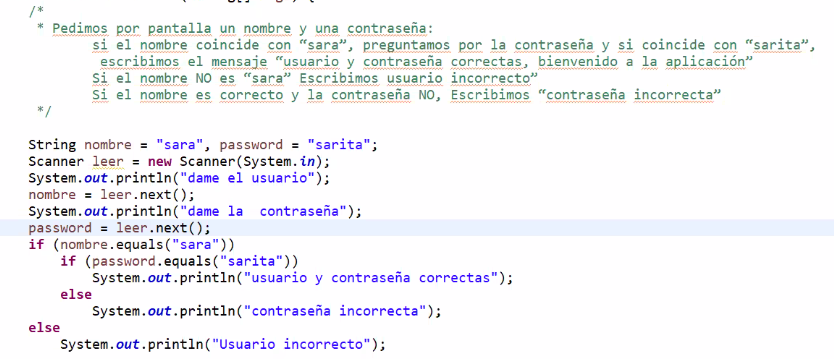 /*
* Pedimos por pantalla un nombre y una contraseña:
si el nombre coincide con “sara”, preguntamos por la contraseña y si coincide con “sarita”,
escribimos el mensaje “usuario y contraseña correctas, bienvenido a la aplicación”
Si el nombre NO es “sara” Escribimos usuario incorrecto”
Si el nombre es correcto y la contraseña NO, Escribimos “contraseña incorrecta”
*/
String nombre = "sara", password = "sarita";
Scanner leer = new Scanner(System.in);
System.out.println("dame el usuario");
nombre = leer.next();
System.out.println("dame la  contraseña");
password = leer.next();
if (nombre.equals("sara"))
if (password.equals("sarita"))
System.out.println("usuario y contraseña correctas");
else
System.out.println("contraseña incorrecta");
else
System.out.println("Usuario incorrecto");